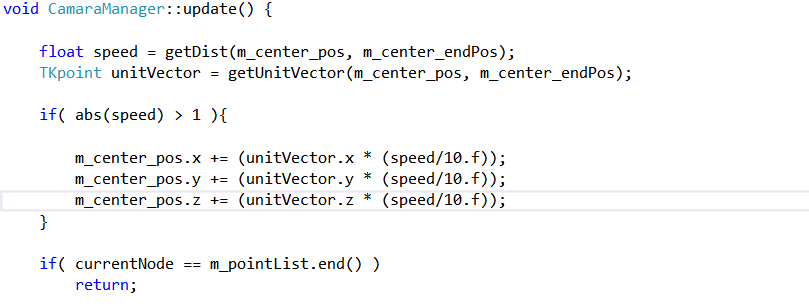 void CamaraManager::update() {
float speed = getDist(m_center_pos, m_center_endPos);
TKpoint unitVector = getUnitVector(m_center_pos, m_center_endPos);
if( abs(speed) > 1 ){
m_center_pos.x += (unitVector.x * (speed/10.f));
m_center_pos.y += (unitVector.y * (speed/10.f));
m_center_pos.z += (unitVector.z * (speed/10.f));
}
if( currentNode == m_pointList.end() )
return;